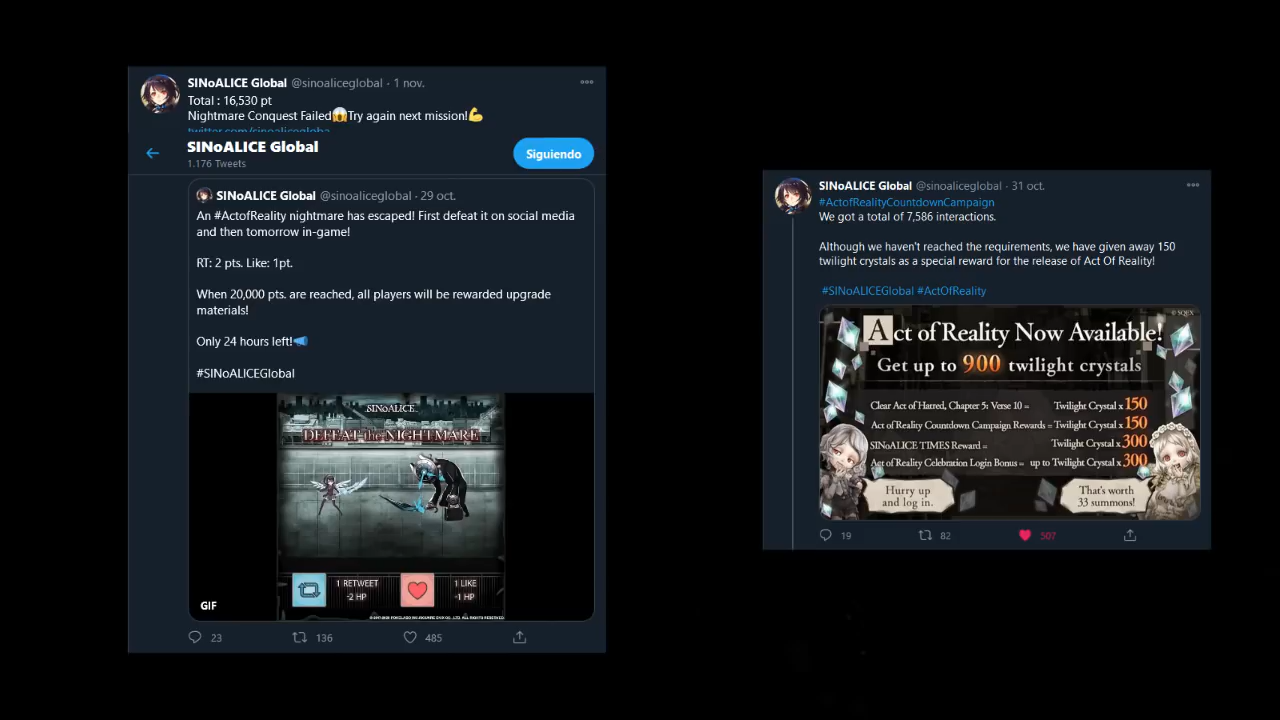 SINoALICE Global @sinoaliceglobal · 1 nov.
Total : 16,530 pt
Nightmare Conquest Failed😱Try again next mission!💪
twitter.com/sinoalicegloba
SINoALICE Global
1.176 Tweets
Siguiendo
SINoALICE Global @sinoaliceglobal · 29 oct.
An #ActofReality nightmare has escaped! First defeat it on social media
and then tomorrow in-game!
RT: 2 pts. Like: 1pt.
When 20,000 pts. are reached, all players will be rewarded upgrade
materials!
Only 24 hours left!📣
#SINoALICEGlobal
SINoALICE
DEFEAT the NIGHTMARE
1 RETWEET
-2 HP
1 LIKE
-1 HP
GIF
23 136 485
SINoALICE Global @sinoaliceglobal · 31 oct.
#ActofRealityCountdownCampaign
We got a total of 7,586 interactions.
Although we haven't reached the requirements, we have given away 150
twilight crystals as a special reward for the release of Act Of Reality!
#SINoALICEGlobal #ActOfReality
© SQEX
Act of Reality Now Available!
Get up to 900 twilight crystals
Clear Act of Hatred, Chapter 5: Verse 10 = Twilight Crystal x 150
Act of Reality Countdown Campaign Rewards = Twilight Crystal x 150
SINoALICE TIMES Reward = Twilight Crystal x 300
Act of Reality Celebration Login Bonus = up to Twilight Crystal x 300
Hurry up
and log in.
That's worth
33 summons!
19 82 507